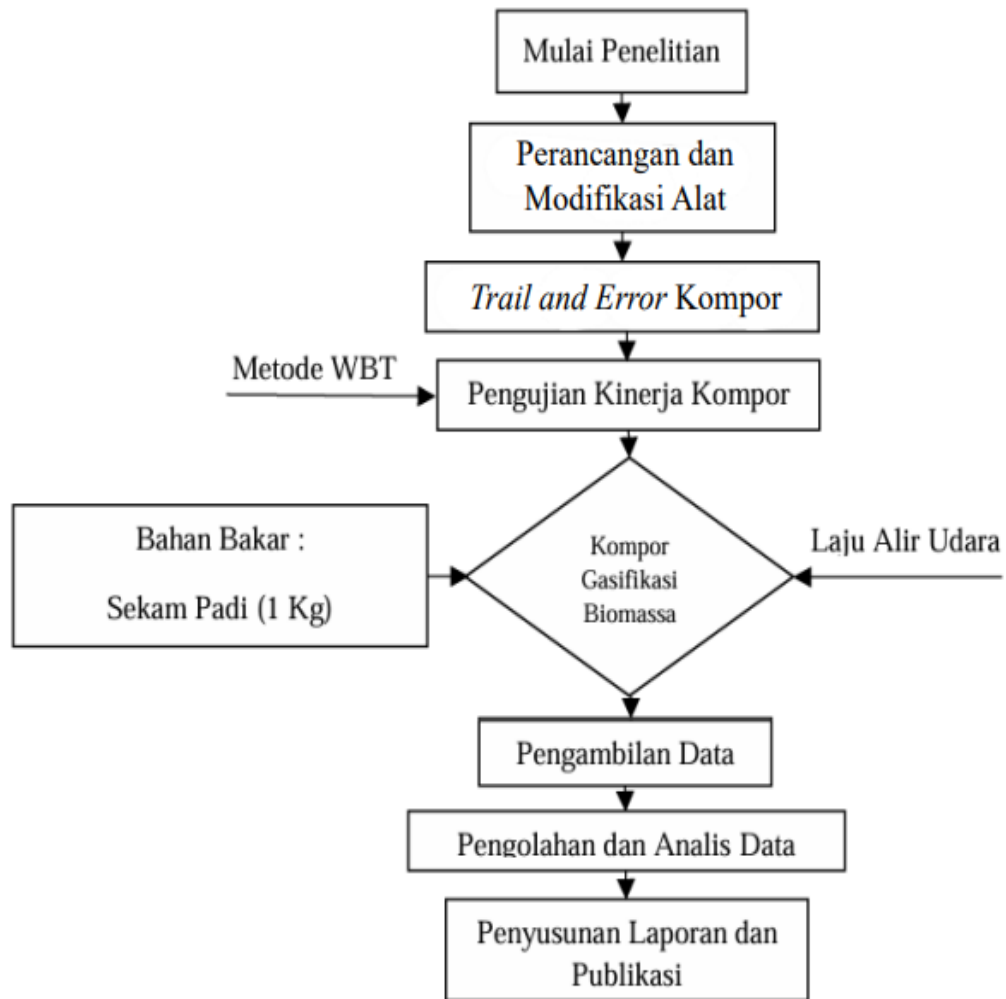 Mulai Penelitian
Perancangan dan
Modifikasi Alat
Trail and Error Kompor
Metode WBT
Pengujian Kinerja Kompor
Bahan Bakar :
Sekam Padi (1 Kg)
Kompor
Gasifikasi
Biomassa
Laju Alir Udara
Pengambilan Data
Pengolahan dan Analis Data
Penyusunan Laporan dan
Publikasi